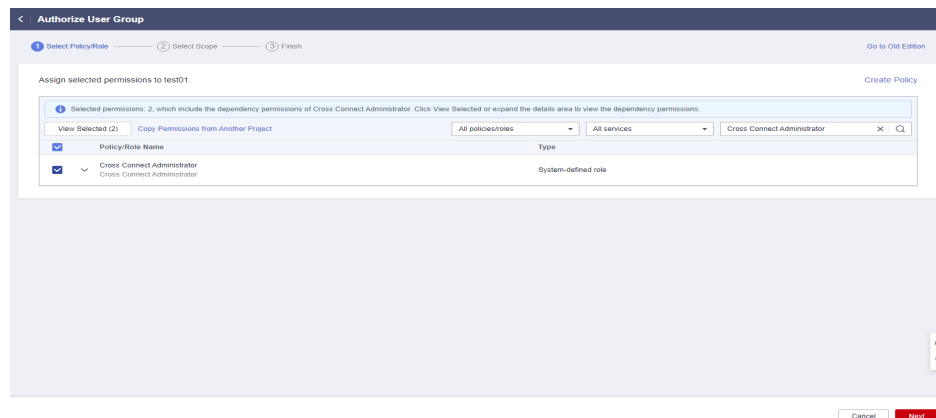 Authorize User Group
1 Select Policy/Role 2 Select Scope 3 Finish Go to Old Edition
Assign selected permissions to test01. Create Policy
Selected permissions: 2, which include the dependency permissions of Cross Connect Administrator. Click View Selected or expand the details area to view the dependency permissions.
View Selected (2) Copy Permissions from Another Project All policies/roles All services Cross Connect Administrator
Policy/Role Name Type
Cross Connect Administrator
Cross Connect Administrator System-defined role
Cancel Next